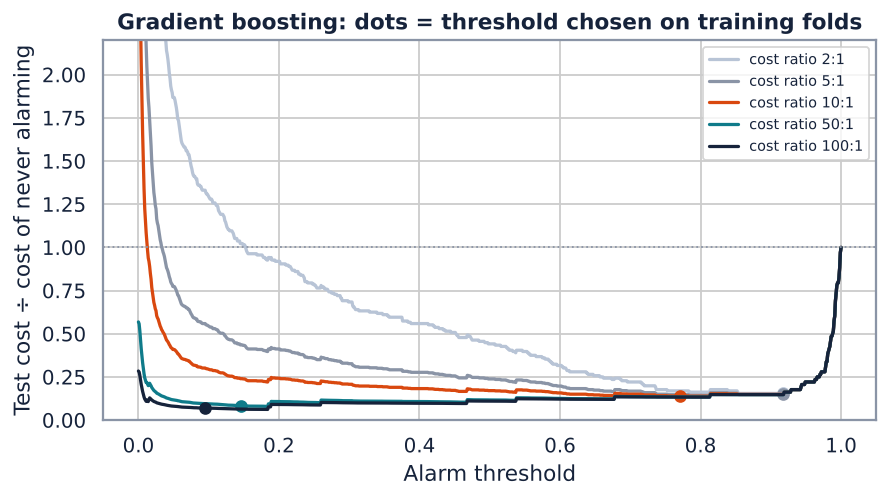 Gradient boosting: dots = threshold chosen on training folds
Test cost ÷ cost of never alarming
2.00
1.75
1.50
1.25
1.00
0.75
0.50
0.25
0.00
cost ratio 2:1
cost ratio 5:1
cost ratio 10:1
cost ratio 50:1
cost ratio 100:1
0.0 0.2 0.4 0.6 0.8 1.0
Alarm threshold